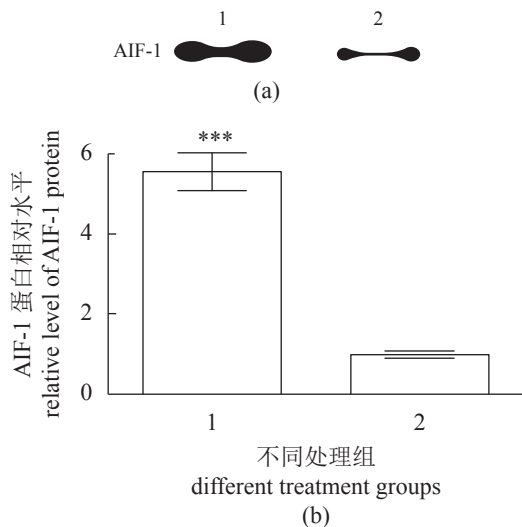 1 2
AIF-1
(a)
AIF-1 蛋白相对水平
relative level of AIF-1 protein
***
6
4
2
0
1 2
不同处理组
different treatment groups
(b)